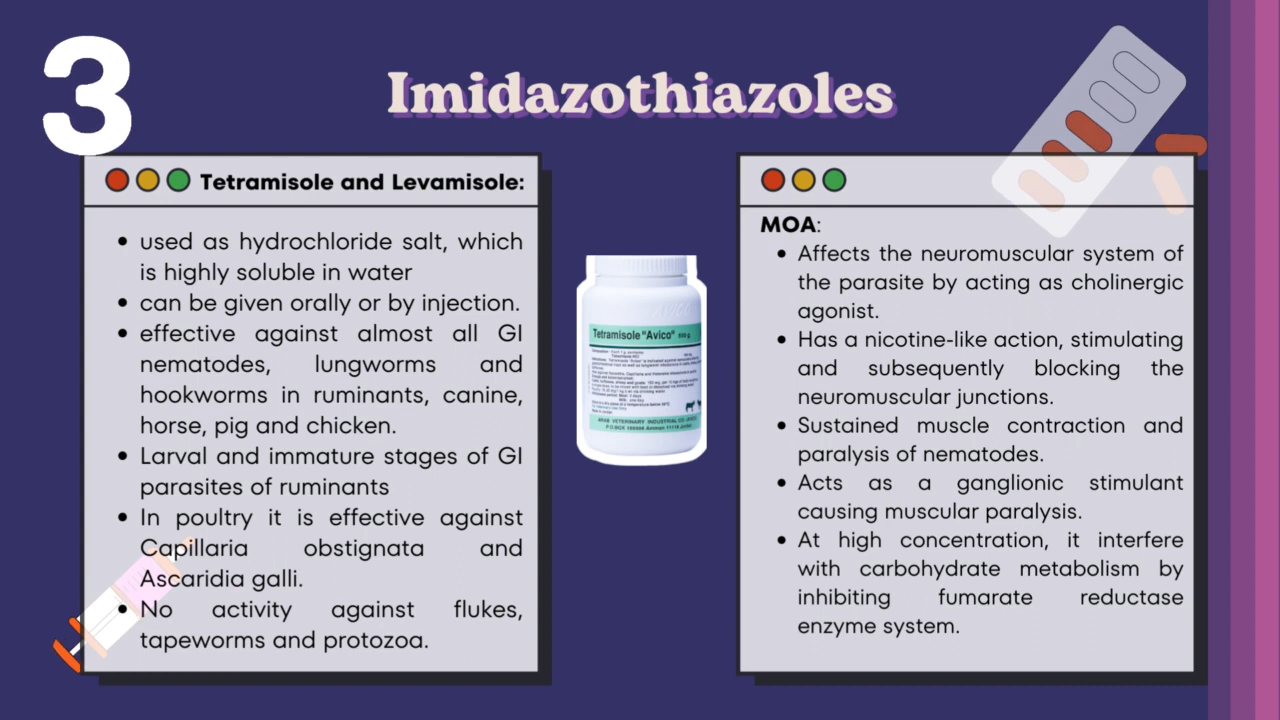 3
Imidazothiazoles
Tetramisole and Levamisole:
• used as hydrochloride salt, which
is highly soluble in water
• can be given orally or by injection.
• effective against almost all GI
nematodes, lungworms and
hookworms in ruminants, canine,
horse, pig and chicken.
• Larval and immature stages of GI
parasites of ruminants
• In poultry it is effective against
Capillaria obstignata and
Ascaridia galli.
• No activity against flukes,
tapeworms and protozoa.
Tetramisole "Avico"
ARAB VETERINARY INDUSTRIAL CO
MOA:
• Affects the neuromuscular system of
the parasite by acting as cholinergic
agonist.
• Has a nicotine-like action, stimulating
and subsequently blocking the
neuromuscular junctions.
• Sustained muscle contraction and
paralysis of nematodes.
• Acts as a ganglionic stimulant
causing muscular paralysis.
• At high concentration, it interfere
with carbohydrate metabolism by
inhibiting fumarate reductase
enzyme system.